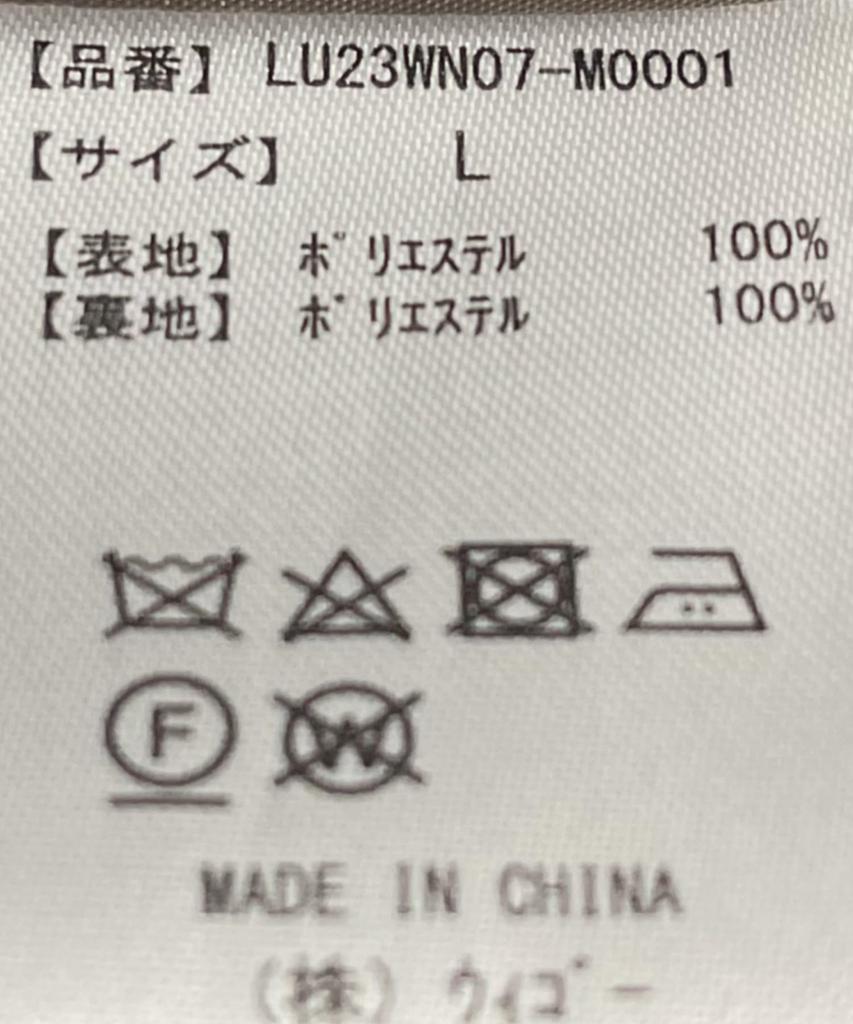 【品番】 LU23WN07-M0001
【サイズ】 L
【表地】 ポリエステル 100%
【裏地】 ポリエステル 100%
F W
MADE IN CHINA
(株) ウィゴー